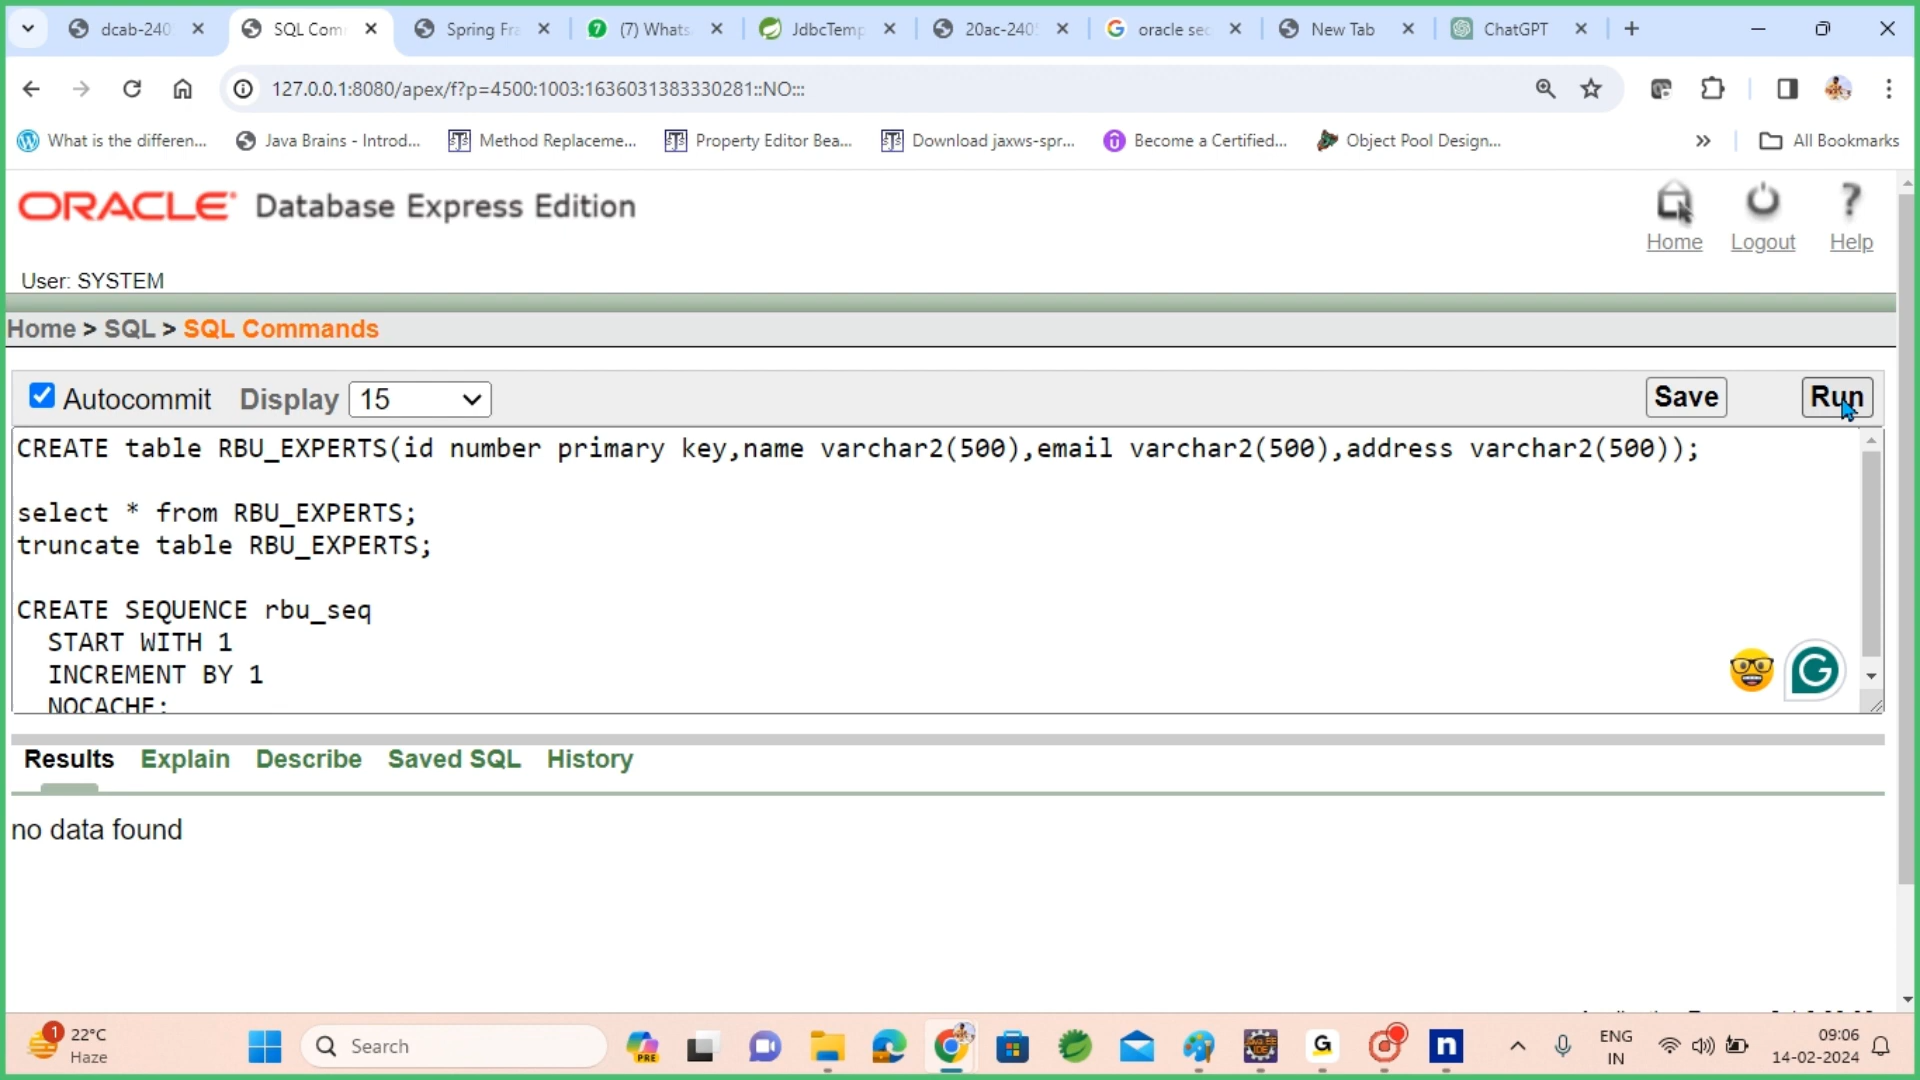 dcab-240
SQL Com
Spring Fra
(7) Whats
JdbcTemp
20ac-240
oracle sec
New Tab
ChatGPT
127.0.0.1:8080/apex/f?p=4500:1003:1636031383330281::NO:::
What is the differen...
Java Brains - Introd...
Method Replaceme...
Property Editor Bea...
Download jaxws-spr...
Become a Certified...
Object Pool Design...
All Bookmarks
ORACLE Database Express Edition
Home Logout Help
User: SYSTEM
Home > SQL > SQL Commands
Autocommit Display 15 Save Run
CREATE table RBU_EXPERTS(id number primary key,name varchar2(500),email varchar2(500),address varchar2(500));
select * from RBU_EXPERTS;
truncate table RBU_EXPERTS;
CREATE SEQUENCE rbu_seq
START WITH 1
INCREMENT BY 1
NOCACHE;
Results Explain Describe Saved SQL History
no data found
1
22°C
Haze
Search
PRE
ENG
IN
09:06
14-02-2024